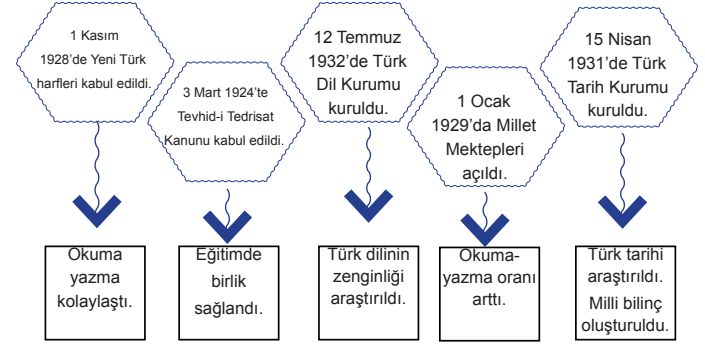 1 Kasım
1928’de Yeni Türk
harfleri kabul edildi.
3 Mart 1924’te
Tevhid-i Tedrisat
Kanunu kabul edildi.
12 Temmuz
1932’de Türk
Dil Kurumu
kuruldu.
1 Ocak
1929’da Millet
Mektepleri
açıldı.
15 Nisan
1931’de Türk
Tarih Kurumu
kuruldu.
Okuma
yazma
kolaylaştı.
Eğitimde
birlik
sağlandı.
Türk dilinin
zenginliği
araştırıldı.
Okuma-
yazma oranı
arttı.
Türk tarihi
araştırıldı.
Milli bilinç
oluşturuldu.